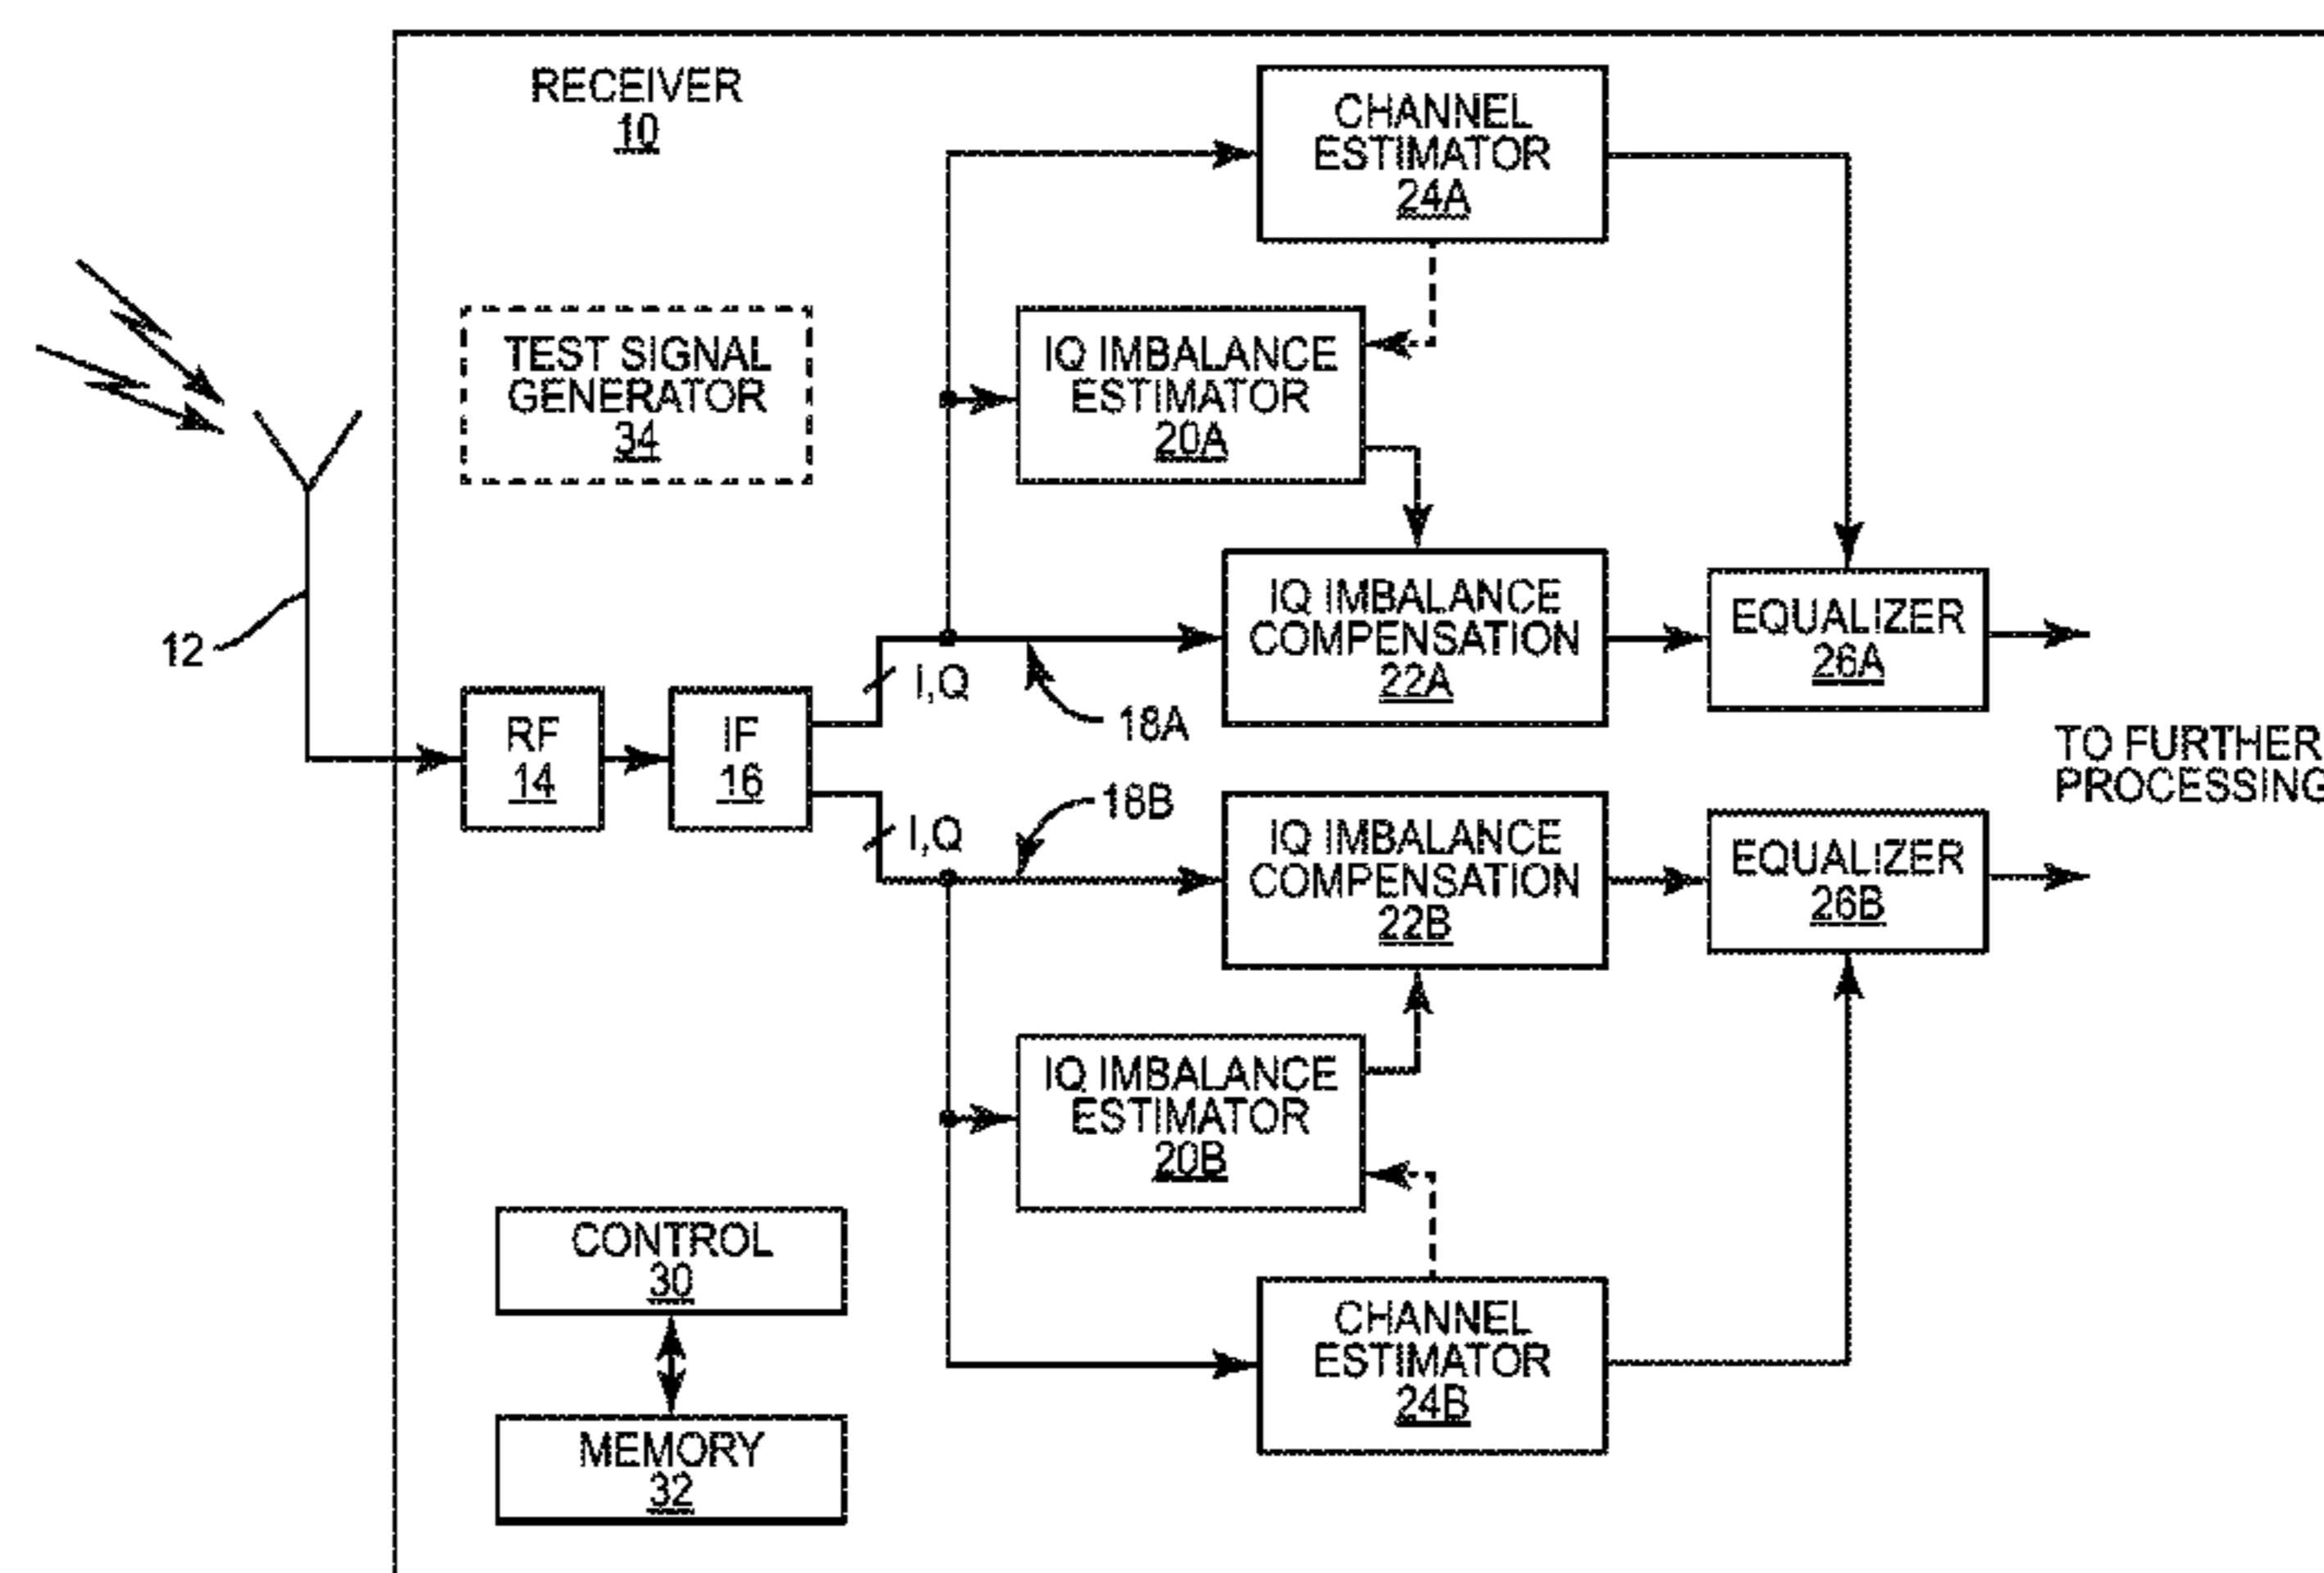 RECEIVER
10
CHANNEL
ESTIMATOR
24A
TEST SIGNAL
GENERATOR
34
IQ IMBALANCE
ESTIMATOR
20A
12
IQ IMBALANCE
COMPENSATION
22A
EQUALIZER
26A
I,Q
18A
RF
14
IF
16
TO FURTHER
PROCESSING
18B
I,Q
IQ IMBALANCE
COMPENSATION
22B
EQUALIZER
26B
IQ IMBALANCE
ESTIMATOR
20B
CONTROL
30
CHANNEL
ESTIMATOR
24B
MEMORY
32